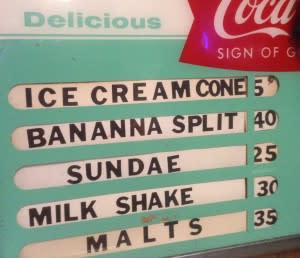 Delicious
Coca
SIGN OF G
ICE CREAM CONE 5¢
BANANNA SPLIT 40
SUNDAE 25
MILK SHAKE 30
MALTS 35